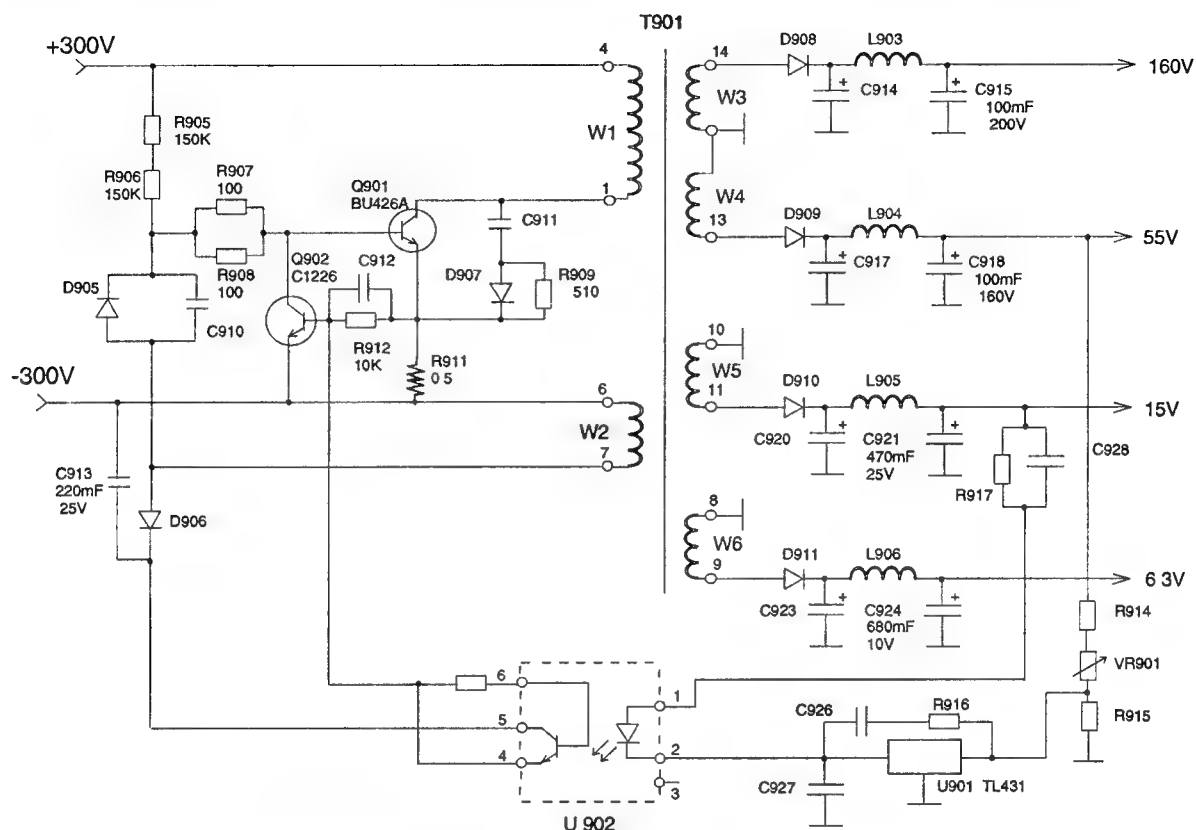 T901
+300V
4
14
D908
L903
160V
C914
C915
100mF
200V
W1
W3
R905
150K
R906
150K
R907
100
Q901
BU426A
1
W4
13
D909
L904
55V
C911
C917
C918
100mF
160V
R908
100
Q902
C1226
C912
D907
R909
510
D905
C910
R912
10K
R911
0 5
-300V
6
W2
7
10
W5
11
D910
L905
15V
C920
C921
470mF
25V
R917
C928
C913
220mF
25V
D906
8
W6
9
D911
L906
6 3V
C923
C924
680mF
10V
R914
VR901
R915
6
5
4
1
2
3
U 902
C926
R916
C927
U901 TL431